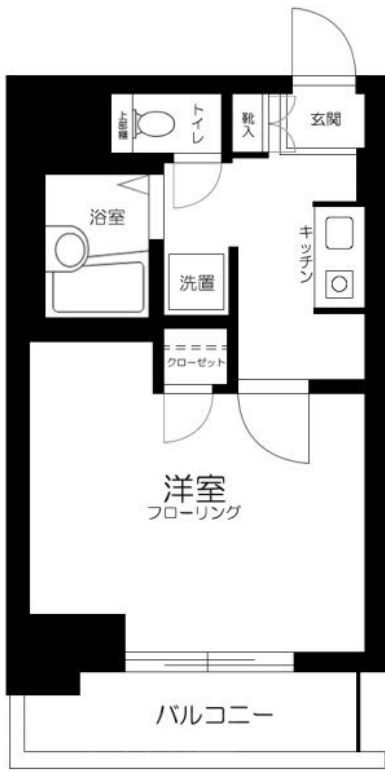 上部棚
トイレ
靴入
玄関
浴室
洗置
キッチン
クローゼット
洋室
フローリング
バルコニー